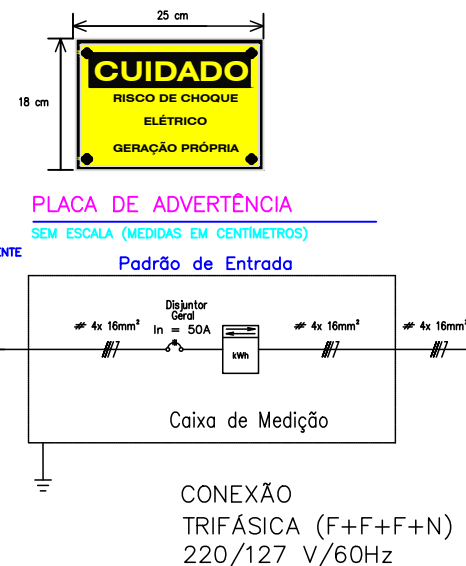 25 cm
18 cm
CUIDADO
RISCO DE CHOQUE
ELÉTRICO
GERAÇÃO PRÓPRIA
PLACA DE ADVERTÊNCIA
SEM ESCALA (MEDIDAS EM CENTÍMETROS)
ENTE
Padrão de Entrada
4x 16mm²
Disjuntor
Geral
In = 50A
kWh
4x 16mm²
4x 16mm²
Caixa de Medição
CONEXÃO
TRIFÁSICA (F+F+F+N)
220/127 V/60Hz